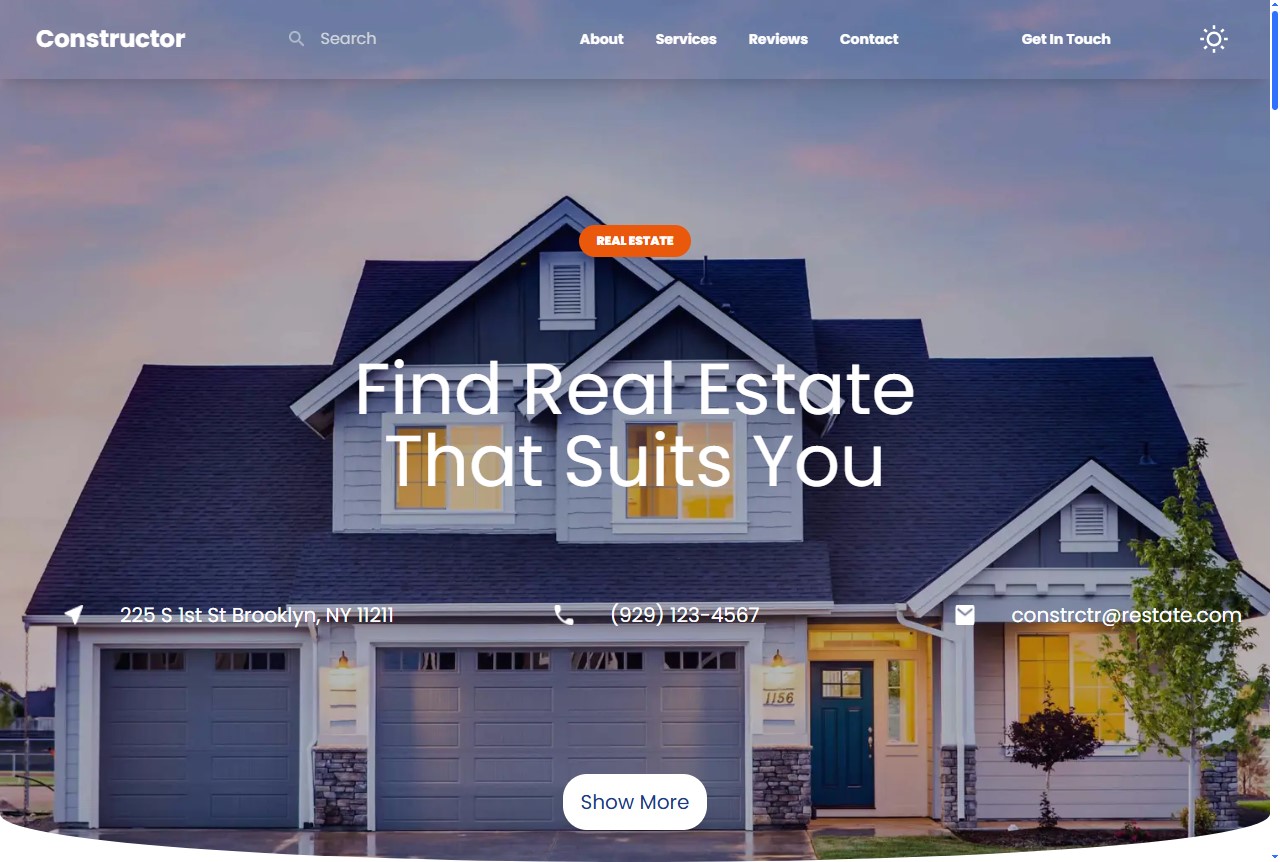 Constructor
Search
About
Services
Reviews
Contact
Get In Touch
REAL ESTATE
Find Real Estate
That Suits You
225 S 1st St Brooklyn, NY 11211
(929) 123-4567
constrctr@restate.com
1156
Show More